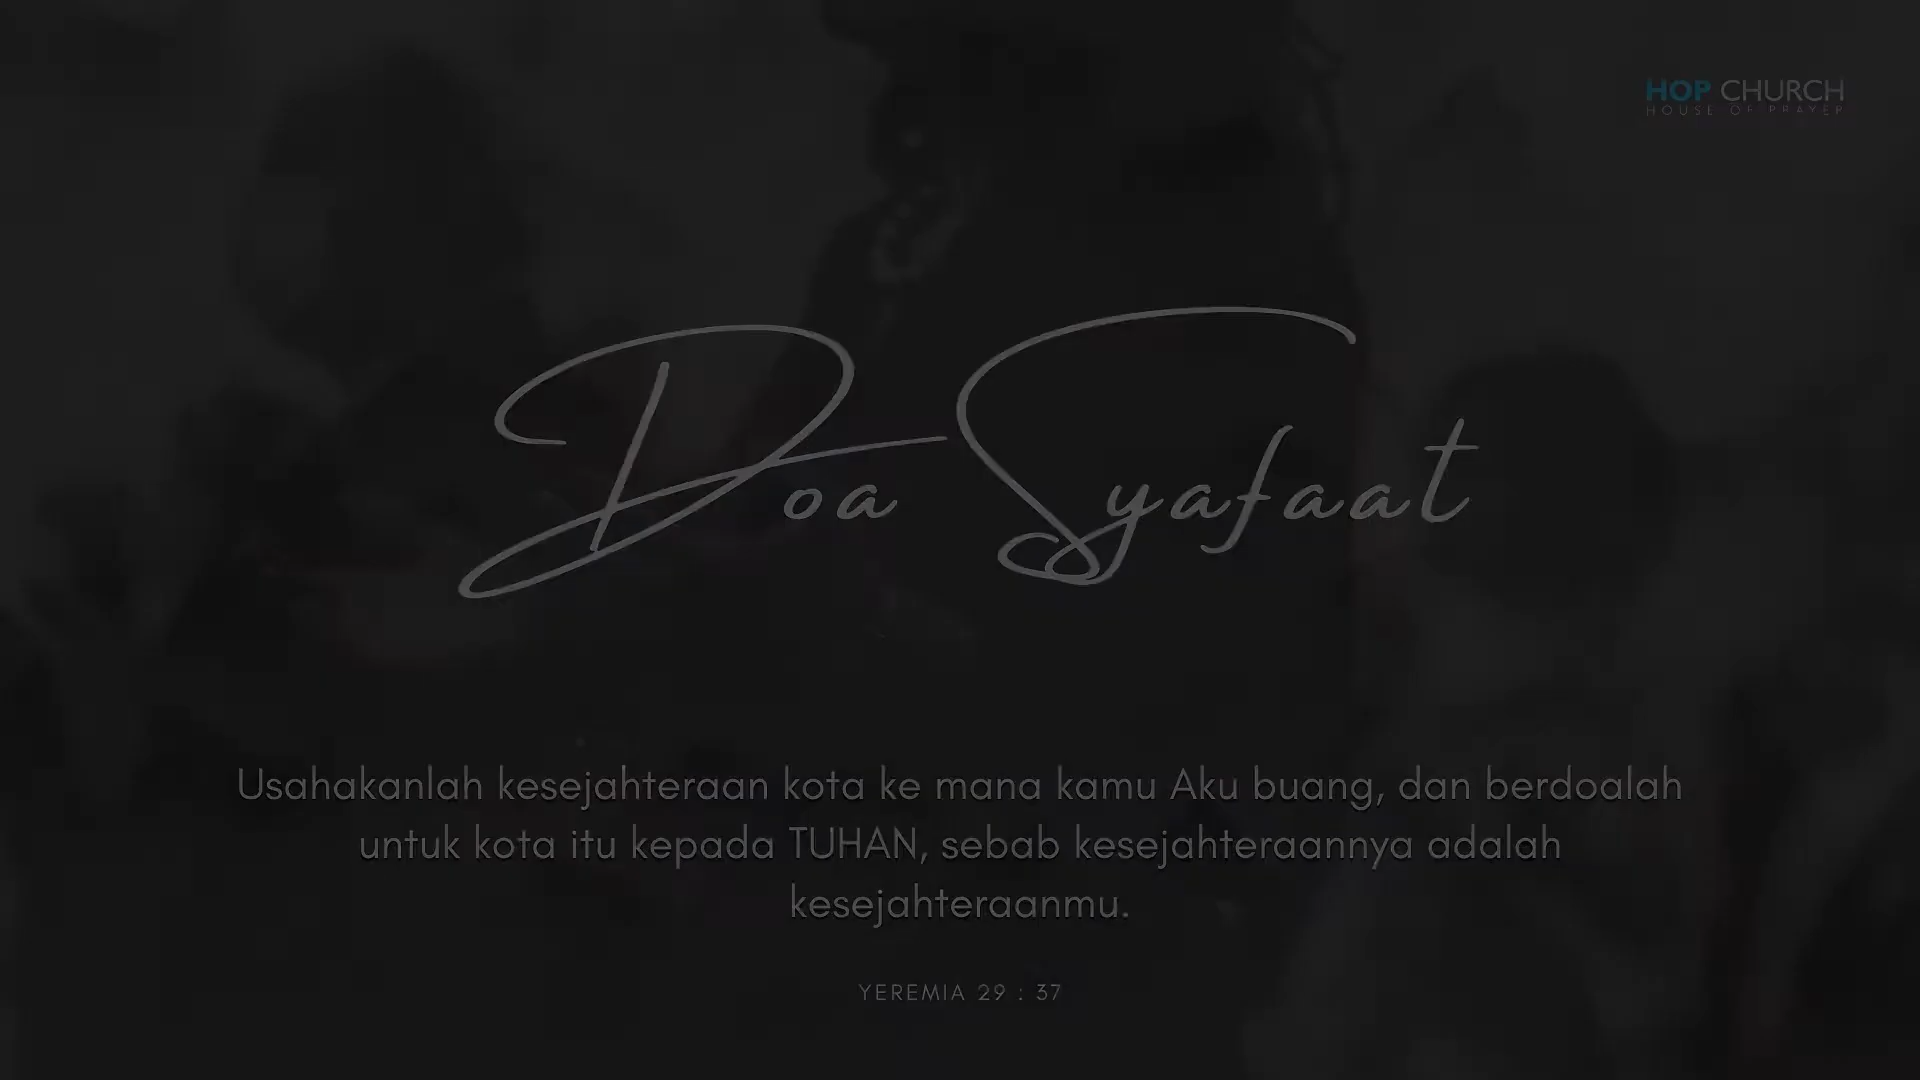 HOP CHURCH
HOUSE OF PRAYER
Doa Syafaat
Usahakanlah kesejahteraan kota ke mana kamu Aku buang, dan berdoalah
untuk kota itu kepada TUHAN, sebab kesejahteraannya adalah
kesejahteraanmu.
YEREMIA 29 : 37